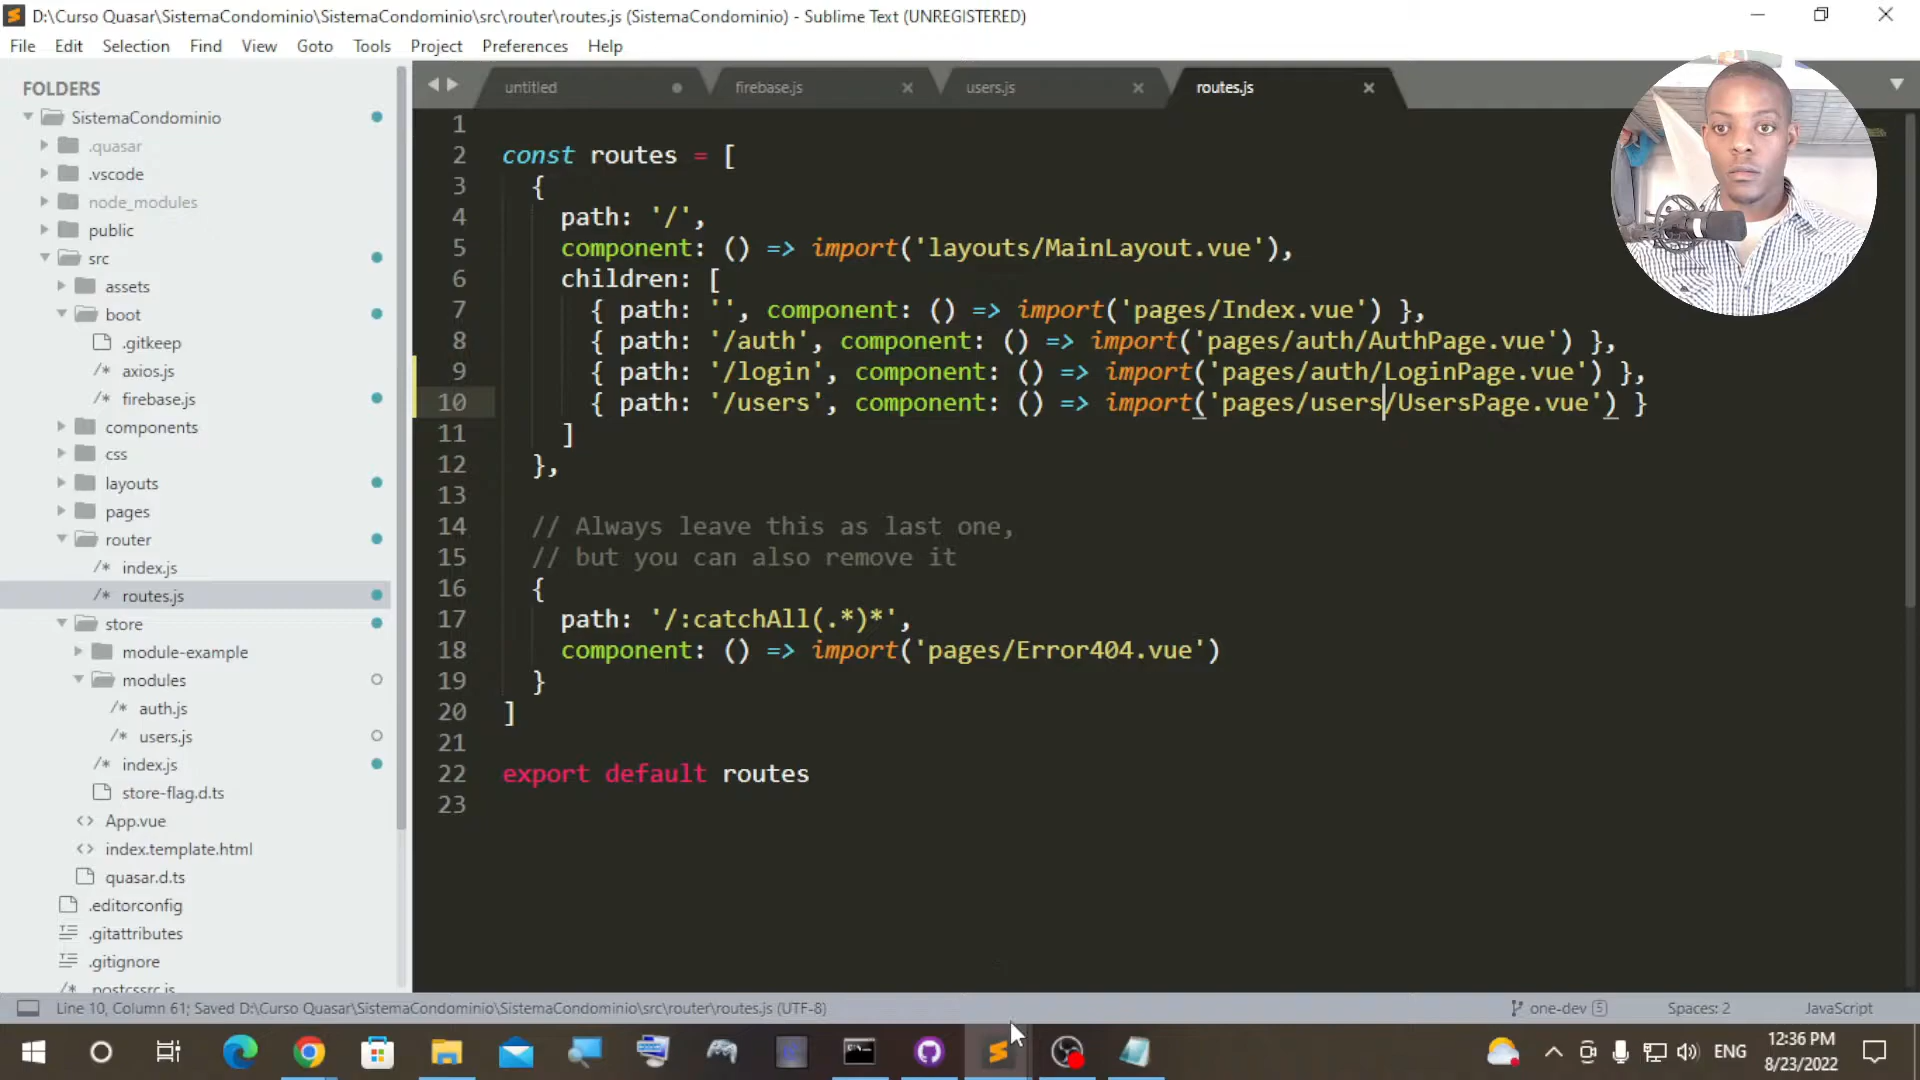 D:\Curso Quasar\SistemaCondominio\SistemaCondominio\src\router\routes.js (SistemaCondominio) - Sublime Text (UNREGISTERED)
File Edit Selection Find View Goto Tools Project Preferences Help
FOLDERS
SistemaCondominio
.quasar
.vscode
node_modules
public
src
assets
boot
.gitkeep
/* axios.js
/* firebase.js
components
css
layouts
pages
router
/* index.js
/* routes.js
store
module-example
modules
/* auth.js
/* users.js
/* index.js
store-flag.d.ts
<> App.vue
<> index.template.html
quasar.d.ts
.editorconfig
.gitattributes
.gitignore
/* .postcssrc.js
untitled firebase.js users.js routes.js
1
2 const routes = [
3 {
4 path: '/',
5 component: () => import('layouts/MainLayout.vue'),
6 children: [
7 { path: '', component: () => import('pages/Index.vue') },
8 { path: '/auth', component: () => import('pages/auth/AuthPage.vue') },
9 { path: '/login', component: () => import('pages/auth/LoginPage.vue') },
10 { path: '/users', component: () => import('pages/users/UsersPage.vue') }
11 ]
12 },
13
14 // Always leave this as last one,
15 // but you can also remove it
16 {
17 path: '/:catchAll(.*)*',
18 component: () => import('pages/Error404.vue')
19 }
20 ]
21
22 export default routes
23
Line 10, Column 61; Saved D:\Curso Quasar\SistemaCondominio\SistemaCondominio\src\router\routes.js (UTF-8) one-dev 5 Spaces: 2 JavaScript
ENG
12:36 PM
8/23/2022